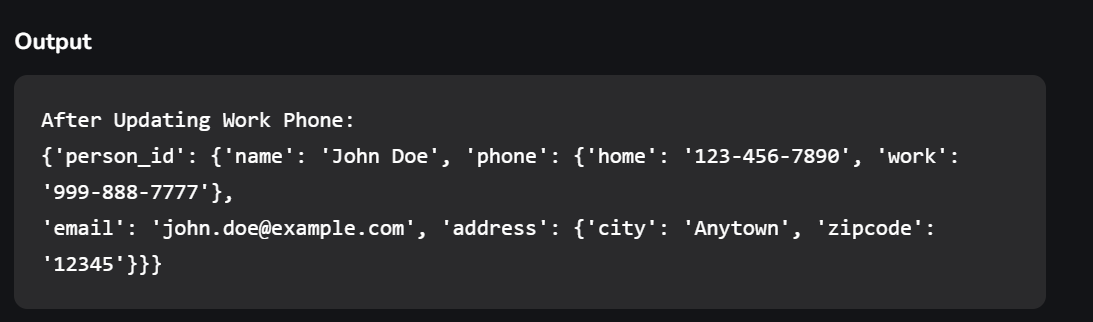 Output
After Updating Work Phone:
{'person_id': {'name': 'John Doe', 'phone': {'home': '123-456-7890', 'work':
'999-888-7777'},
'email': 'john.doe@example.com', 'address': {'city': 'Anytown', 'zipcode':
'12345'}}}